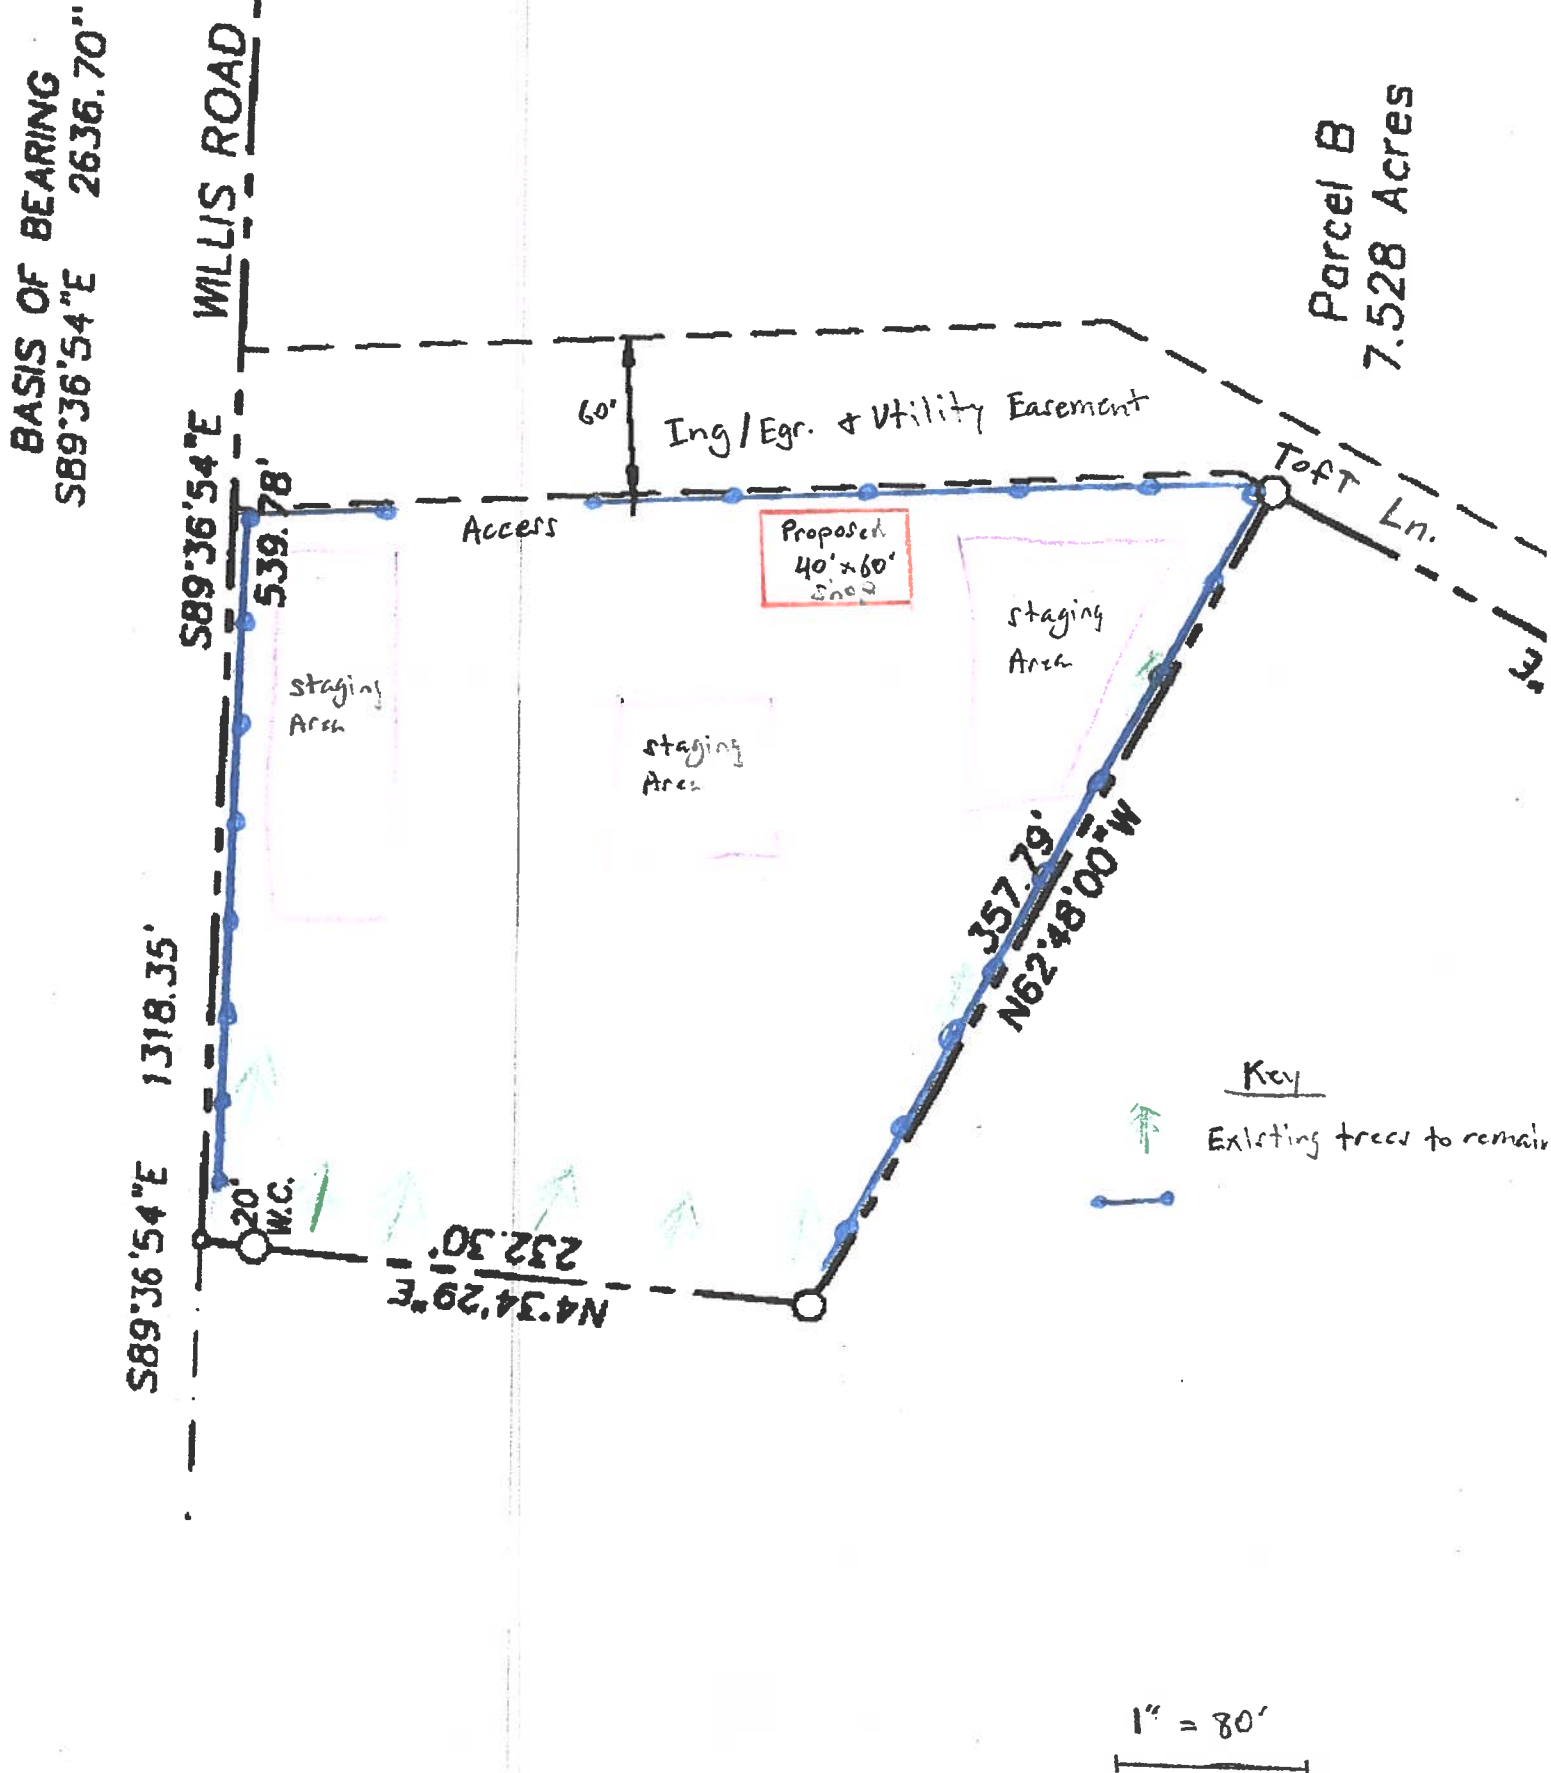 BASIS OF BEARING
S89°36'54"E 2636.70"
WILLIS ROAD
S89°36'54"E
539.78'
60'
Ing/Egr. & Utility Easement
Parcel B
7.528 Acres
Toft Ln.
Access
Proposed
40'x60'
Shop
staging
Area
staging
Area
staging
Area
357.79'
N62°48'00"W
1318.35'
S89°36'54"E
20'
W.C.
232.30'
N4°34'29"E
Key
Existing trees to remain
1" = 80'